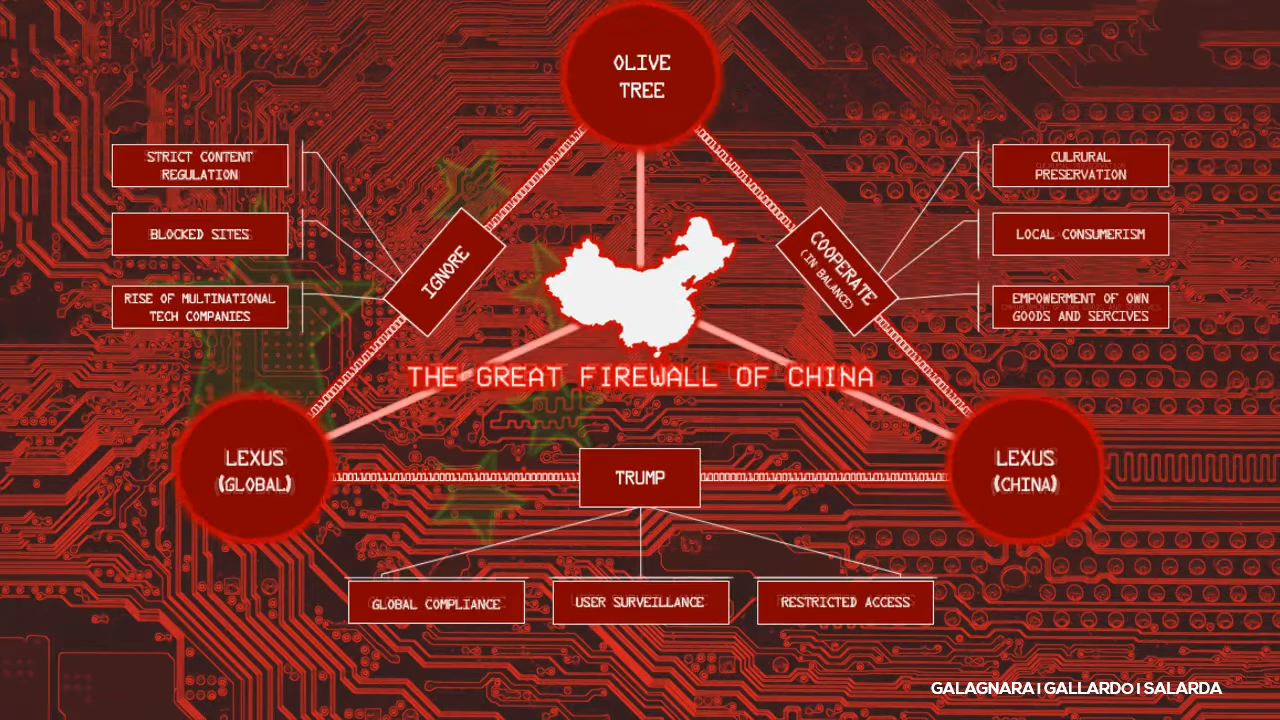 OLIVE
TREE
STRICT CONTENT
REGULATION
BLOCKED SITES
RISE OF MULTINATIONAL
TECH COMPANIES
IGNORE
COOPERATE
(IN BALANCE)
CULRURAL
PRESERVATION
LOCAL CONSUMERISM
EMPOWERMENT OF OWN
GOODS AND SERCIVES
THE GREAT FIREWALL OF CHINA
LEXUS
(GLOBAL)
TRUMP
LEXUS
(CHINA)
GLOBAL COMPLIANCE
USER SURVEILLANCE
RESTRICTED ACCESS
GALAGNARA | GALLARDO | SALARDA